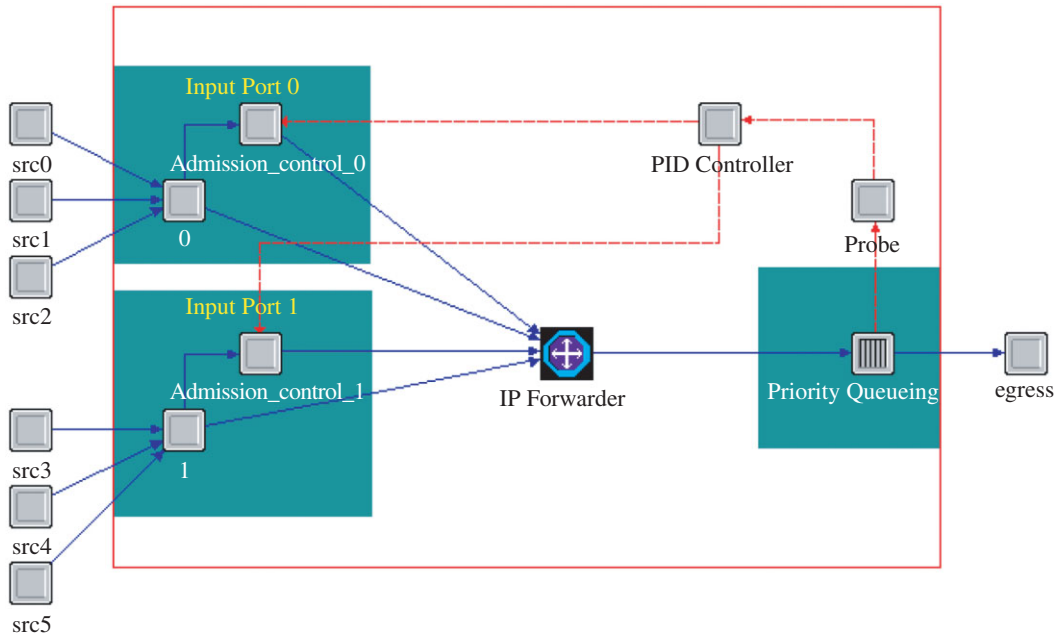 Input Port 0
src0
Admission_control_0
PID Controller
src1
0
Probe
src2
Input Port 1
Admission_control_1
IP Forwarder
Priority Queueing
egress
src3
1
src4
src5